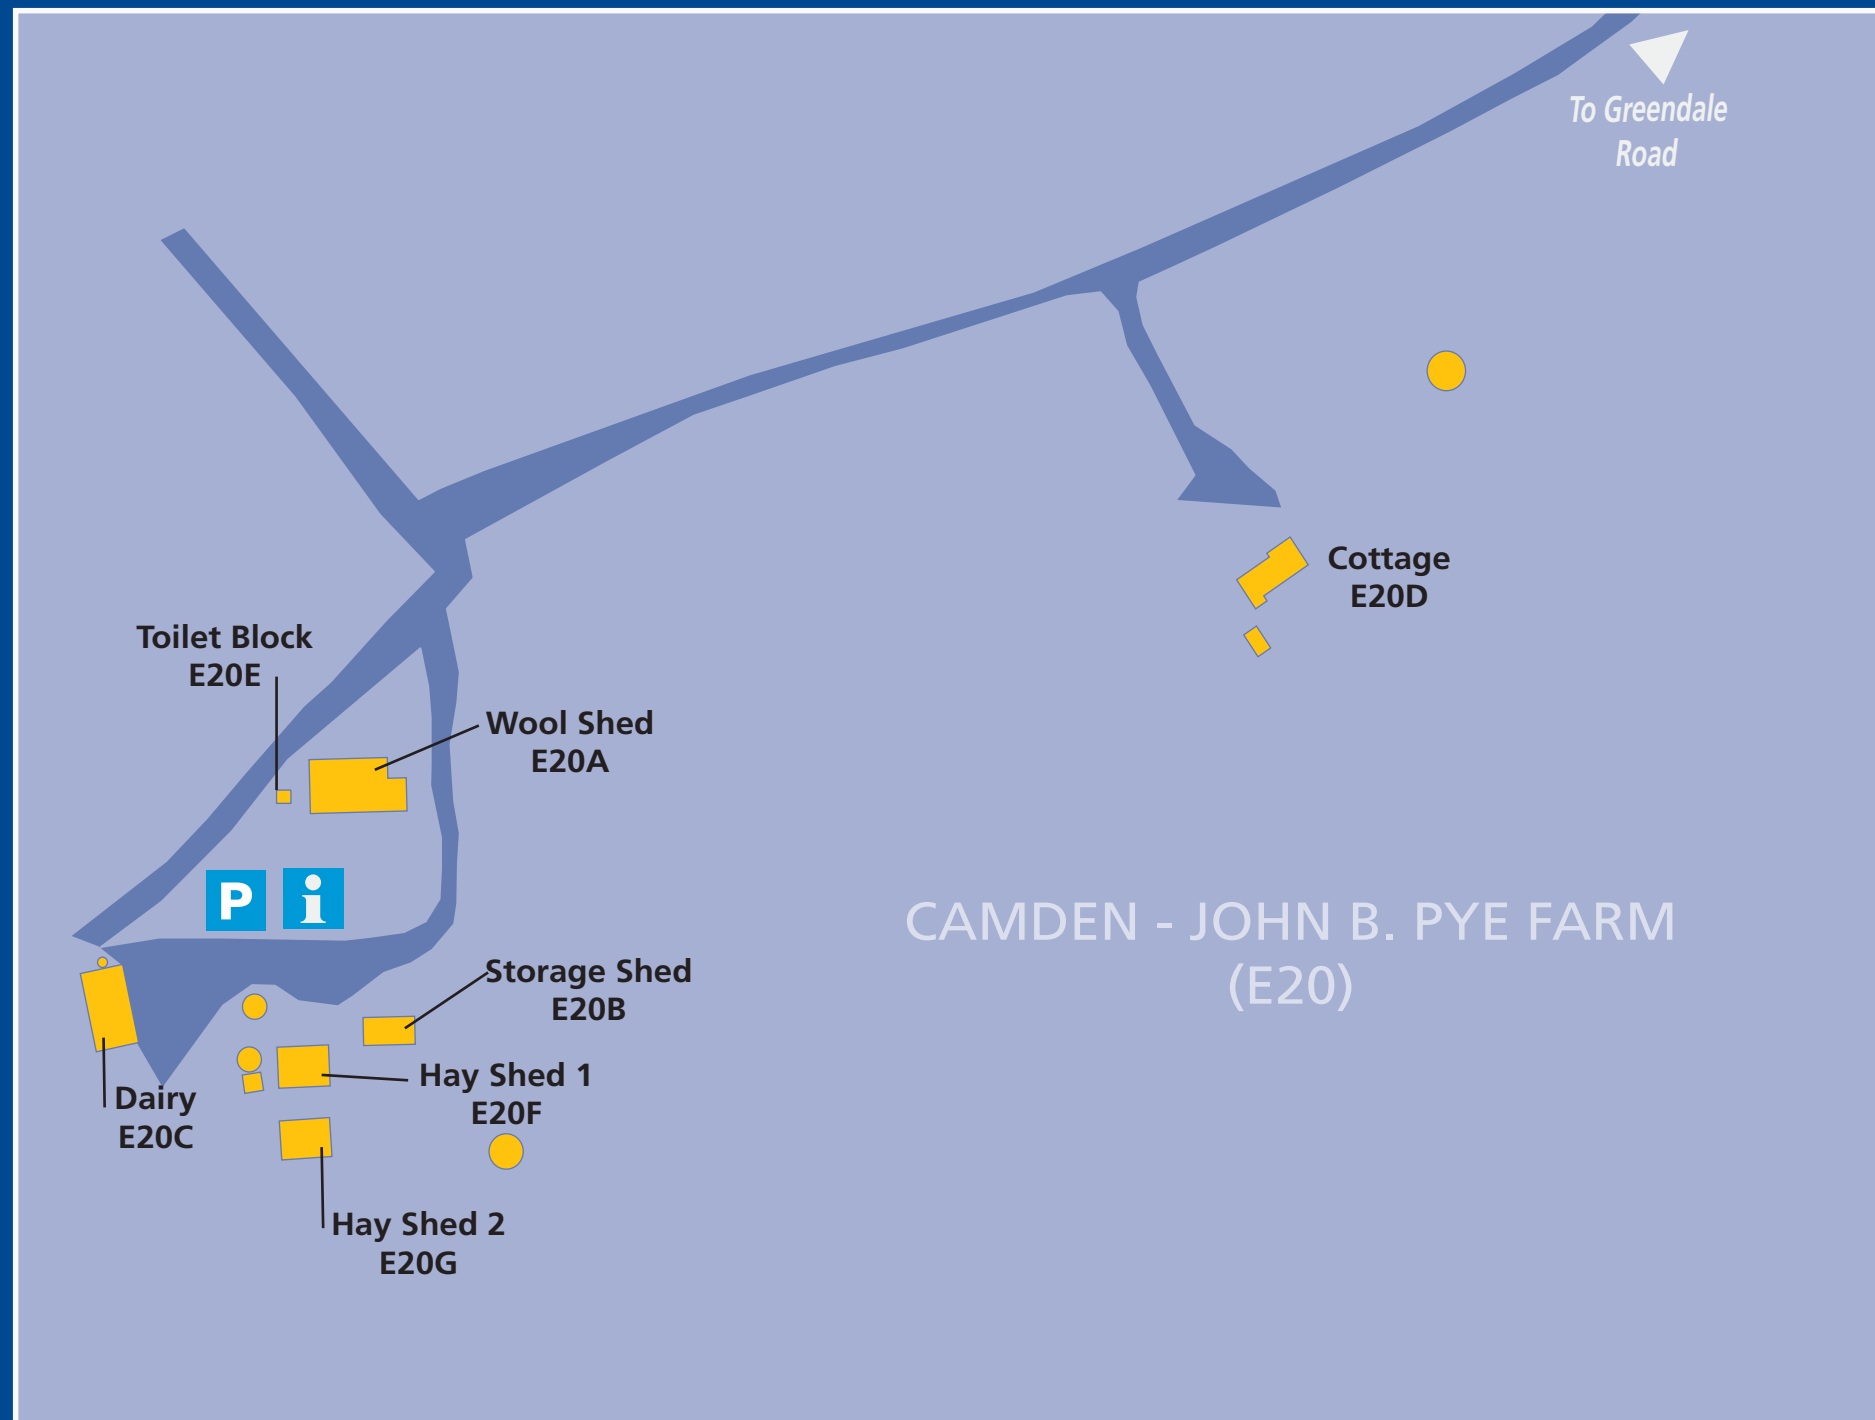 To Greendale
Road
Cottage
E20D
Toilet Block
E20E
Wool Shed
E20A
P
i
CAMDEN - JOHN B. PYE FARM
(E20)
Storage Shed
E20B
Hay Shed 1
E20F
Dairy
E20C
Hay Shed 2
E20G